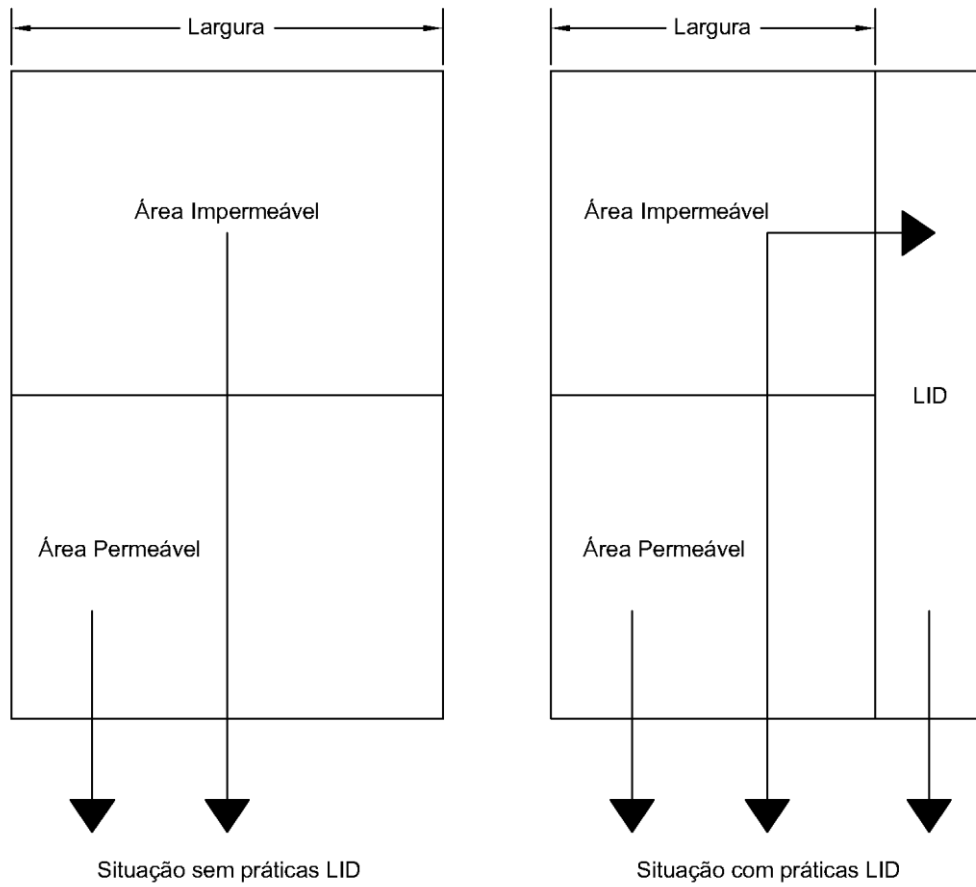 Largura
Largura
Área Impermeável
Área Impermeável
LID
Área Permeável
Área Permeável
Situação sem práticas LID
Situação com práticas LID